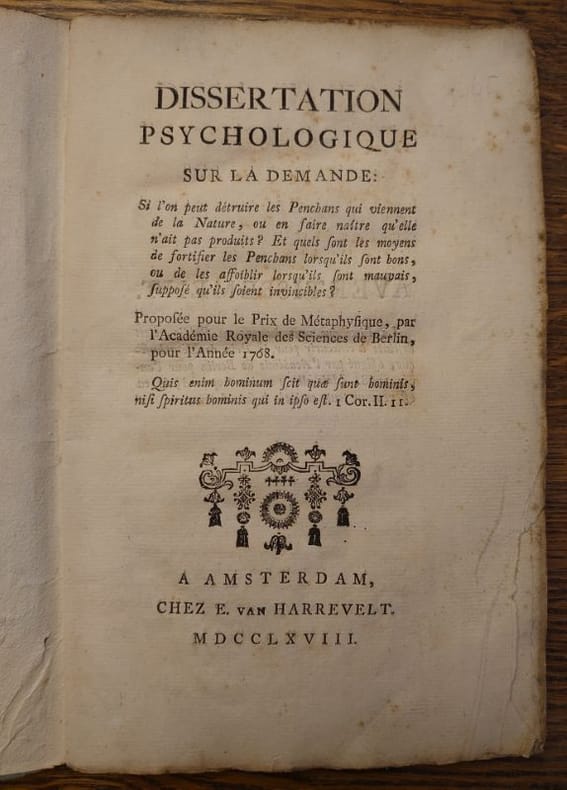 DISSERTATION
PSYCHOLOGIQUE
SUR LA DEMANDE:
Si l'on peut détruire les Penchans qui viennent
de la Nature, ou en faire naître qu'elle
n'ait pas produits? Et quels ſont les moyens
de fortifier les Penchans lorsqu'ils ſont bons,
ou de les affoiblir lorsqu'ils ſont mauvais,
ſuppoſé qu'ils ſoient invincibles?
Propoſée pour le Prix de Métaphyſique, par
l'Académie Royale des Sciences de Berlin,
pour l'Année 1768.
Quis enim hominum ſcit quæ ſunt hominis,
niſi ſpiritus hominis qui in ipſo eſt. 1 Cor. II. 11.
A AMSTERDAM,
CHEZ E. VAN HARREVELT.
MDCCLXVIII.